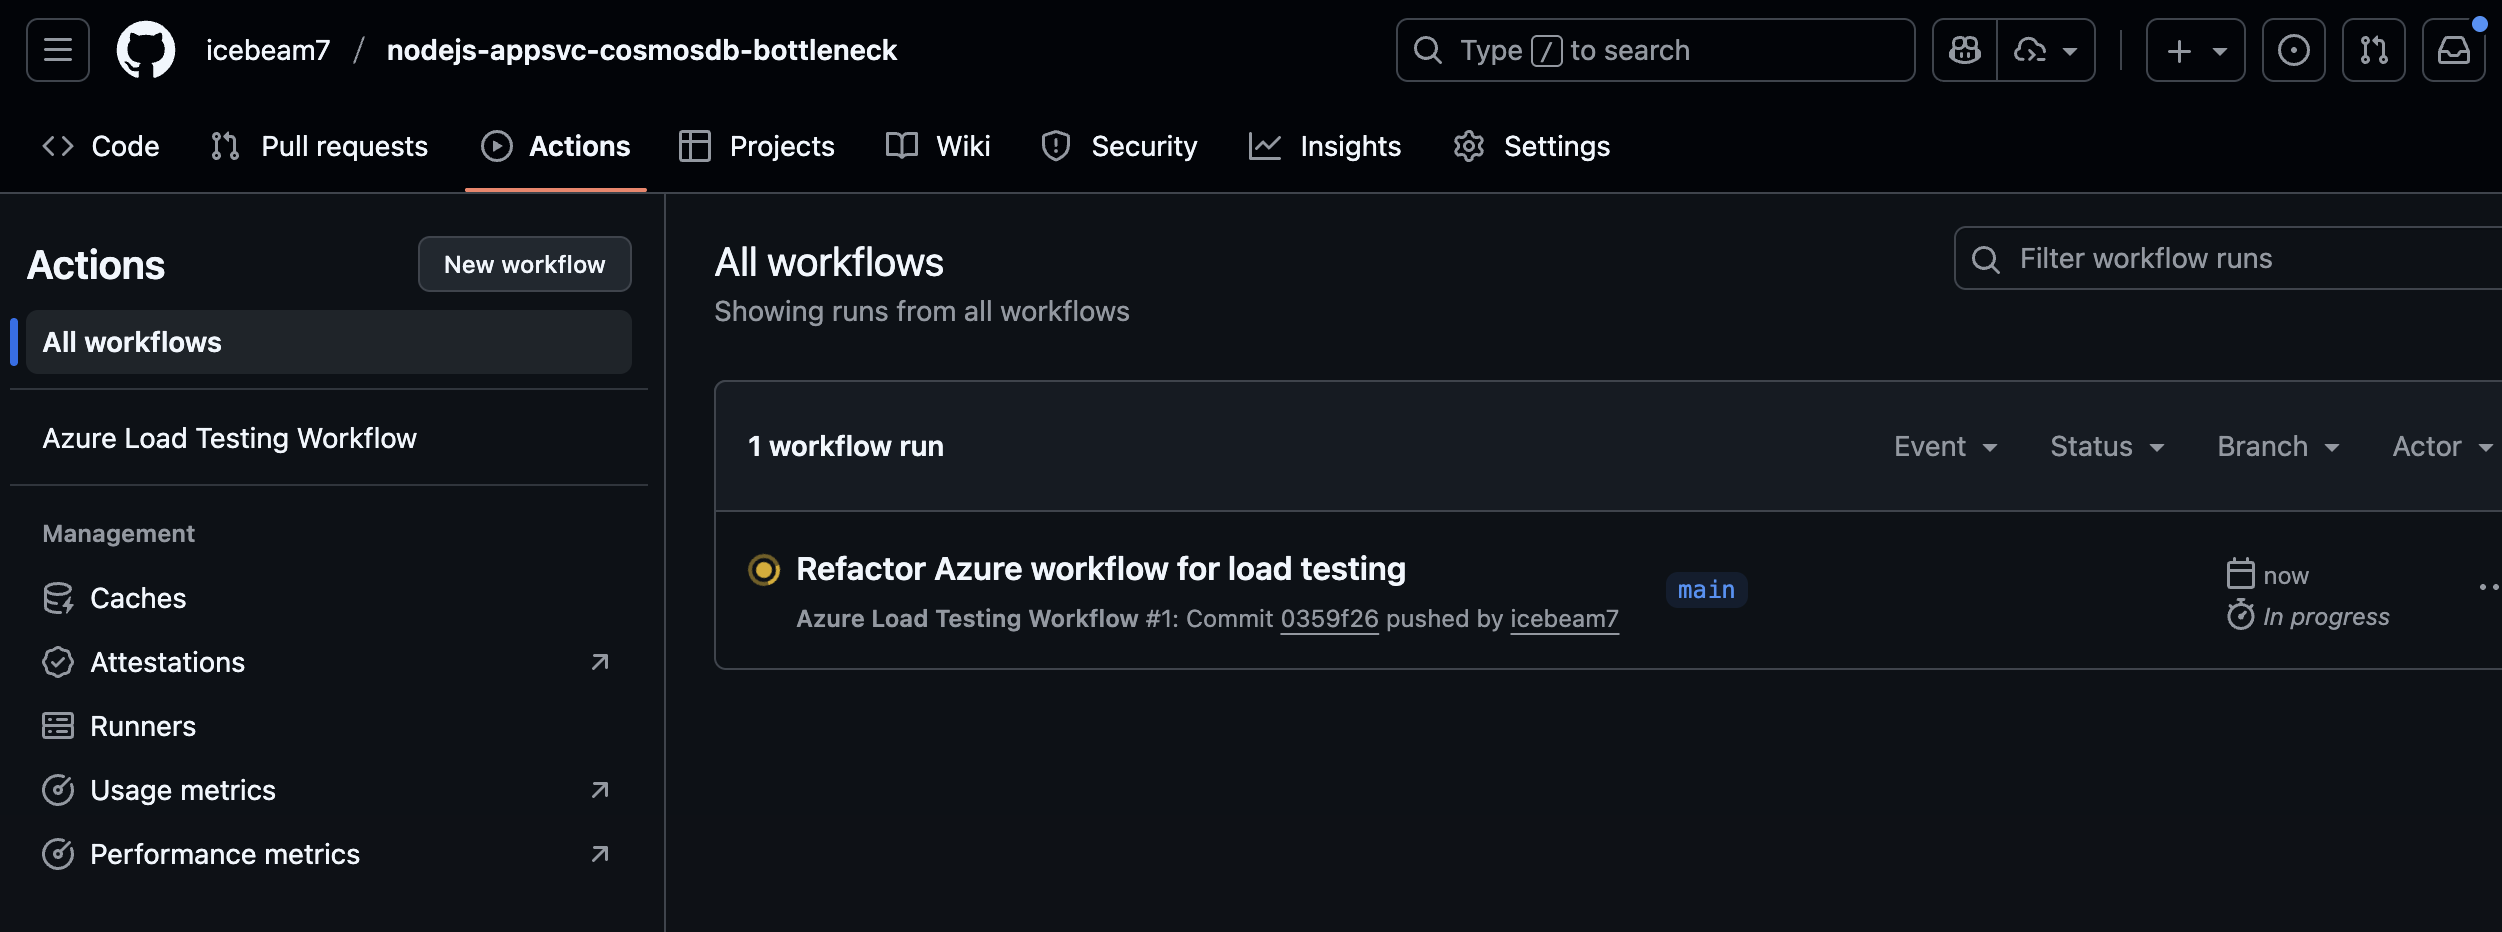 icebeam7 / nodejs-appsvc-cosmosdb-bottleneck
Type / to search
Code
Pull requests
Actions
Projects
Wiki
Security
Insights
Settings
Actions
New workflow
All workflows
Azure Load Testing Workflow
Management
Caches
Attestations
Runners
Usage metrics
Performance metrics
All workflows
Showing runs from all workflows
Filter workflow runs
1 workflow run
Event
Status
Branch
Actor
Refactor Azure workflow for load testing
Azure Load Testing Workflow #1: Commit 0359f26 pushed by icebeam7
main
now
In progress